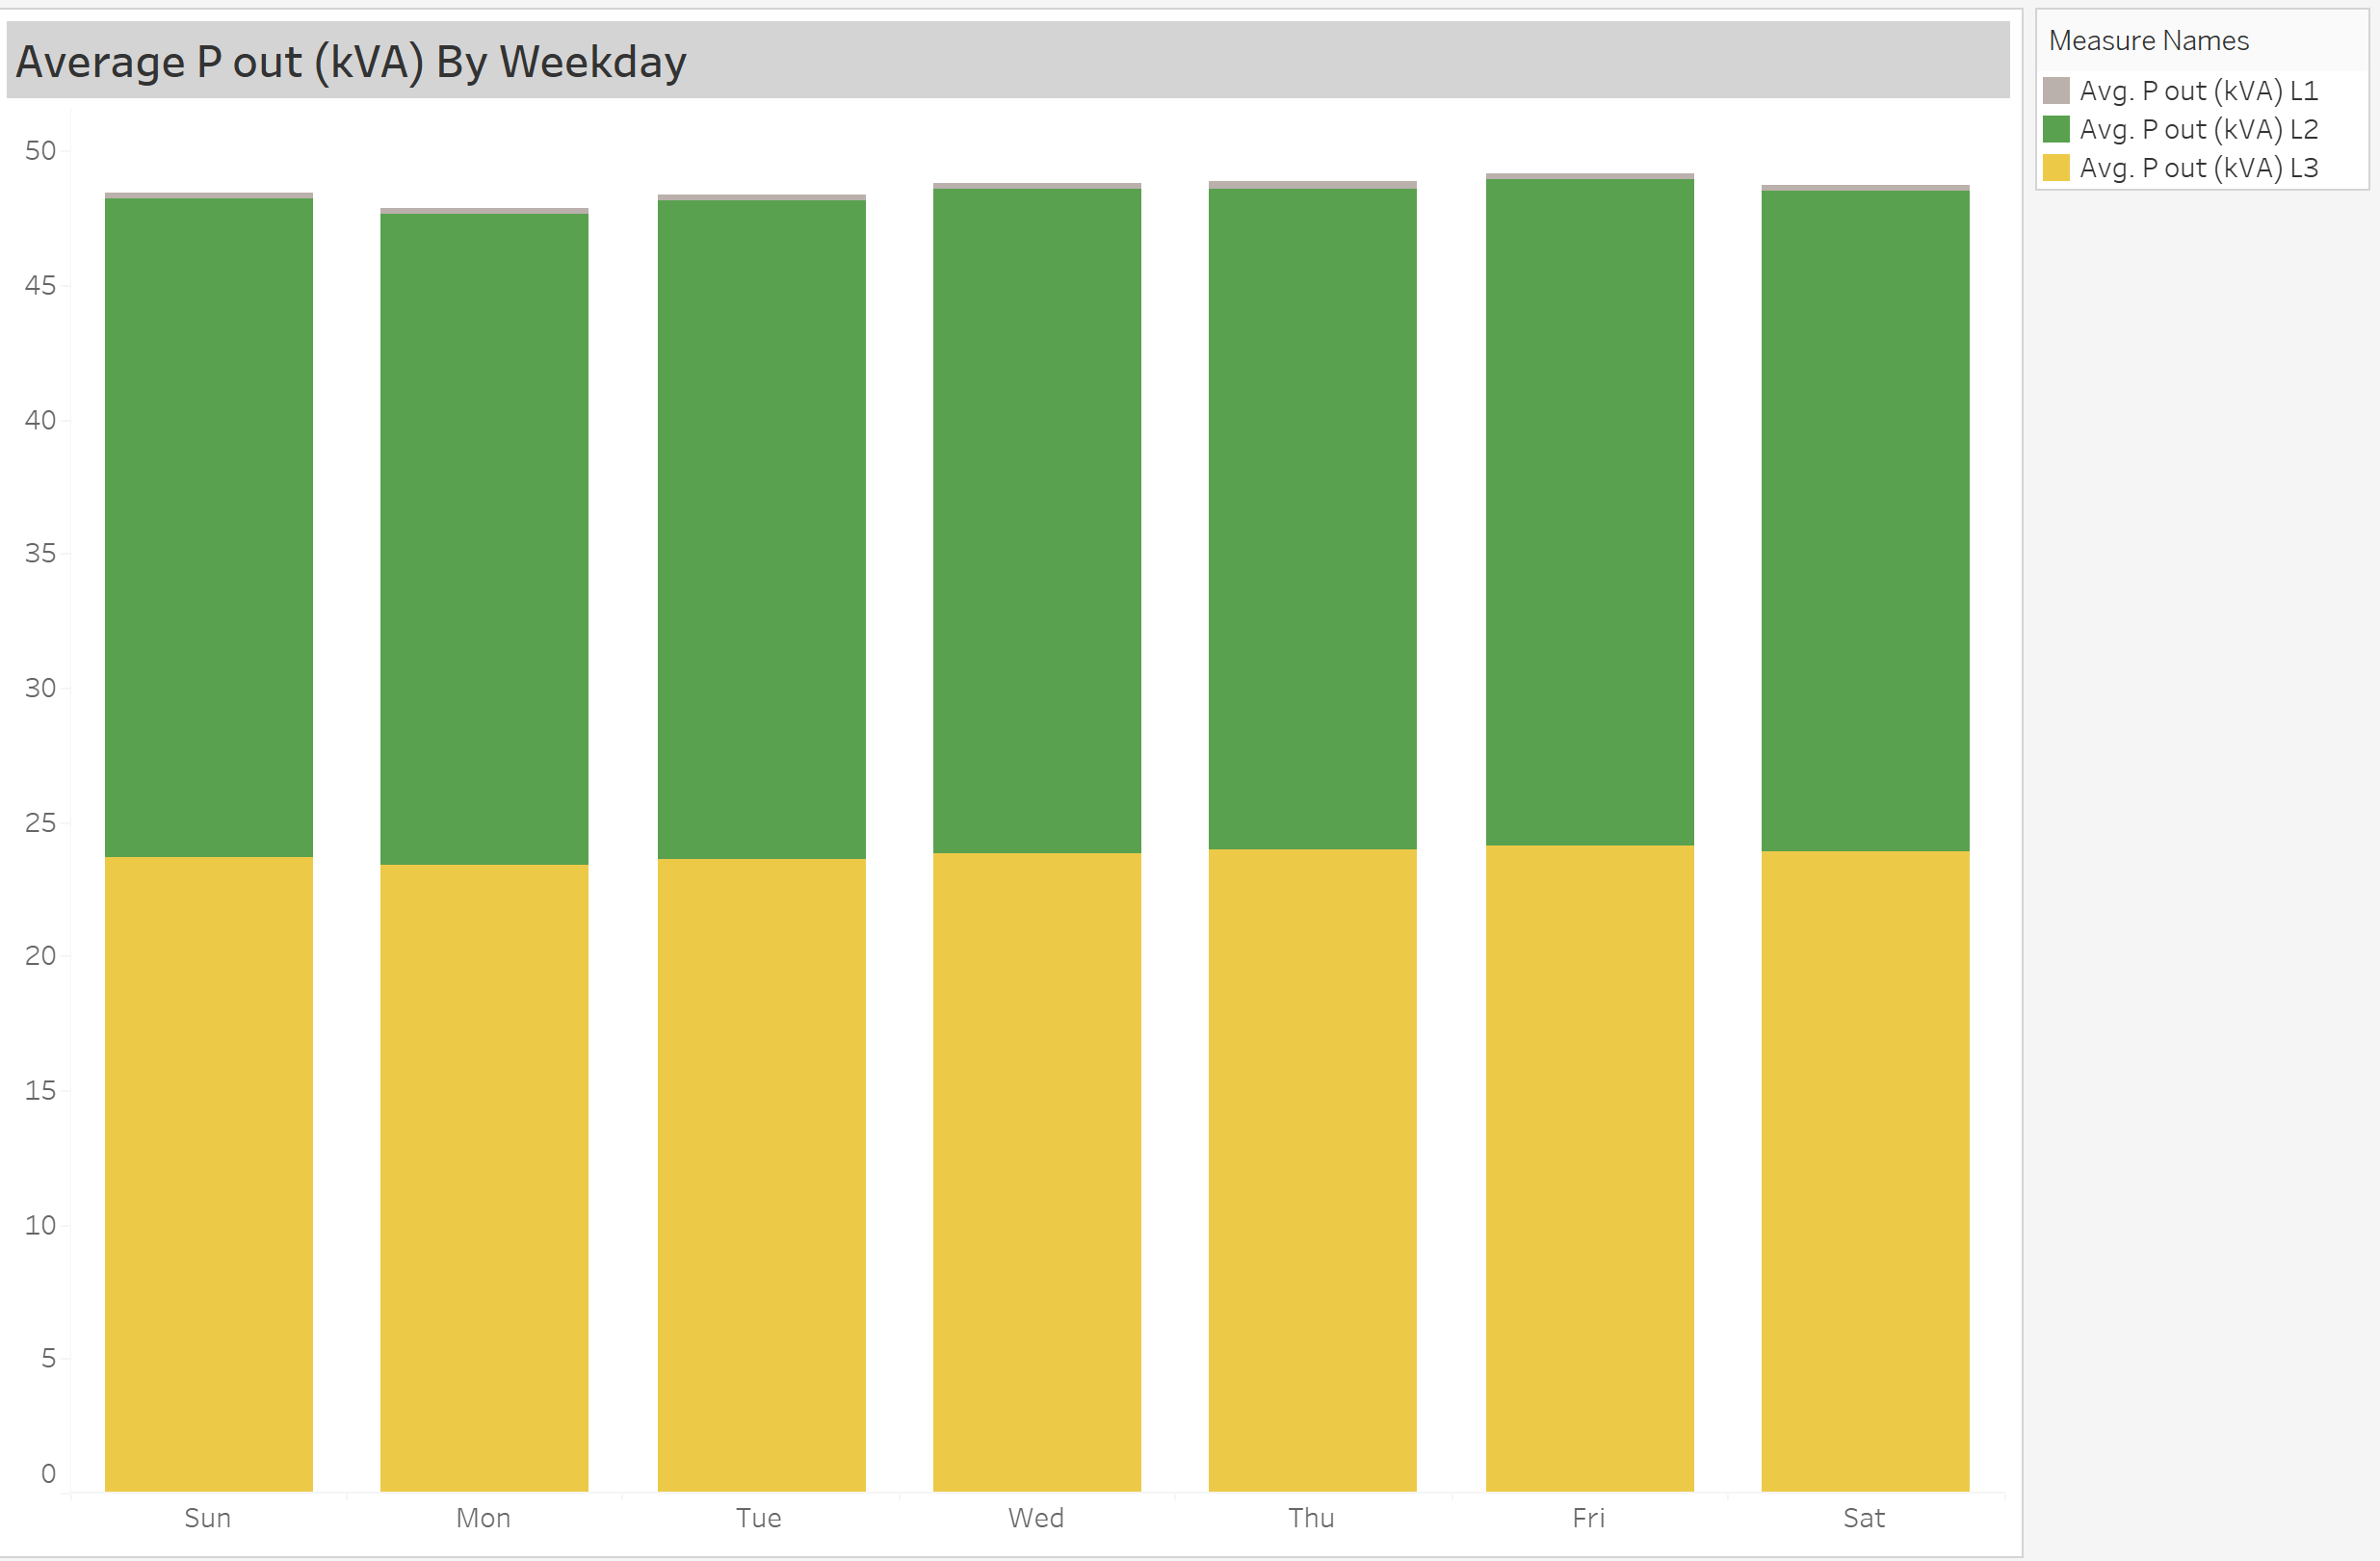 Average P out (kVA) By Weekday
Measure Names
Avg. P out (kVA) L1
Avg. P out (kVA) L2
Avg. P out (kVA) L3
50
45
40
35
30
25
20
15
10
5
0
Sun Mon Tue Wed Thu Fri Sat